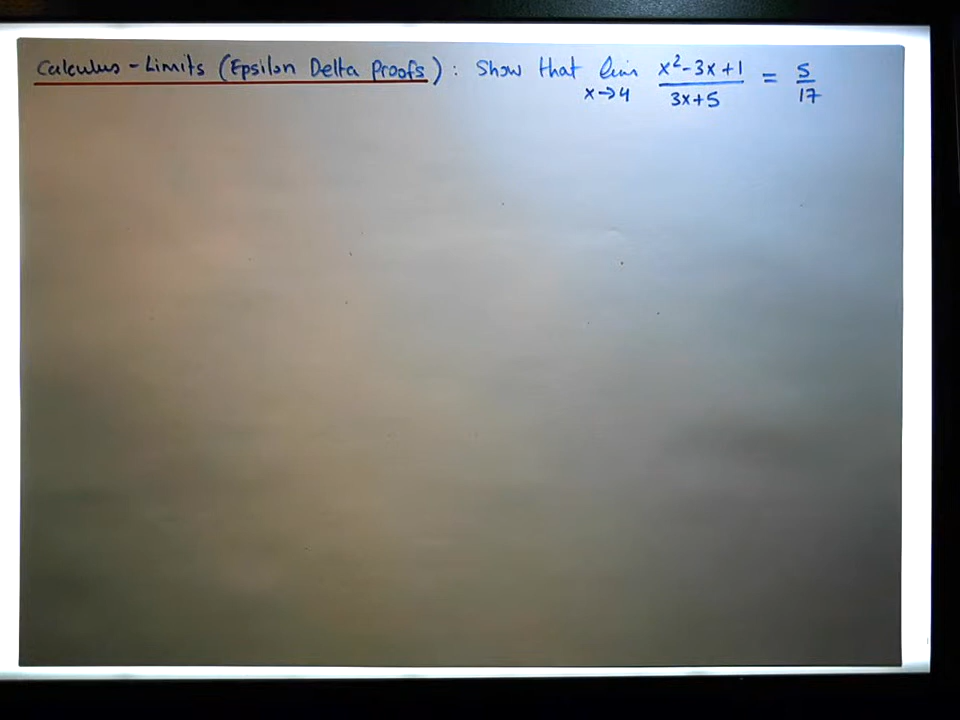 Calculus - Limits (Epsilon Delta Proofs) : Show that lim x→4 x²-3x+1 / 3x+5 = 5/17